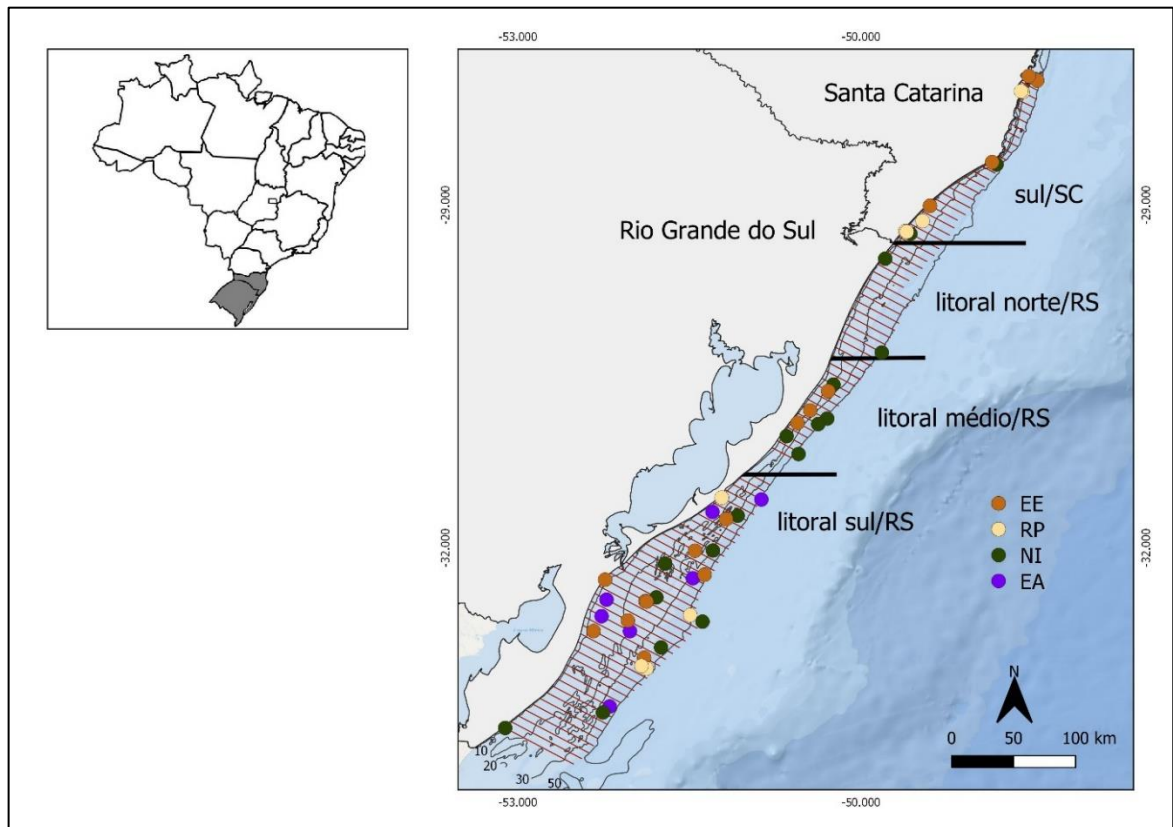 -53.000
-50.000
Santa Catarina
-29.000
-29.000
sul/SC
Rio Grande do Sul
litoral norte/RS
litoral médio/RS
EE
RP
NI
EA
litoral sul/RS
-32.000
-32.000
N
10
20
30
50
0
50
100 km
-53.000
-50.000